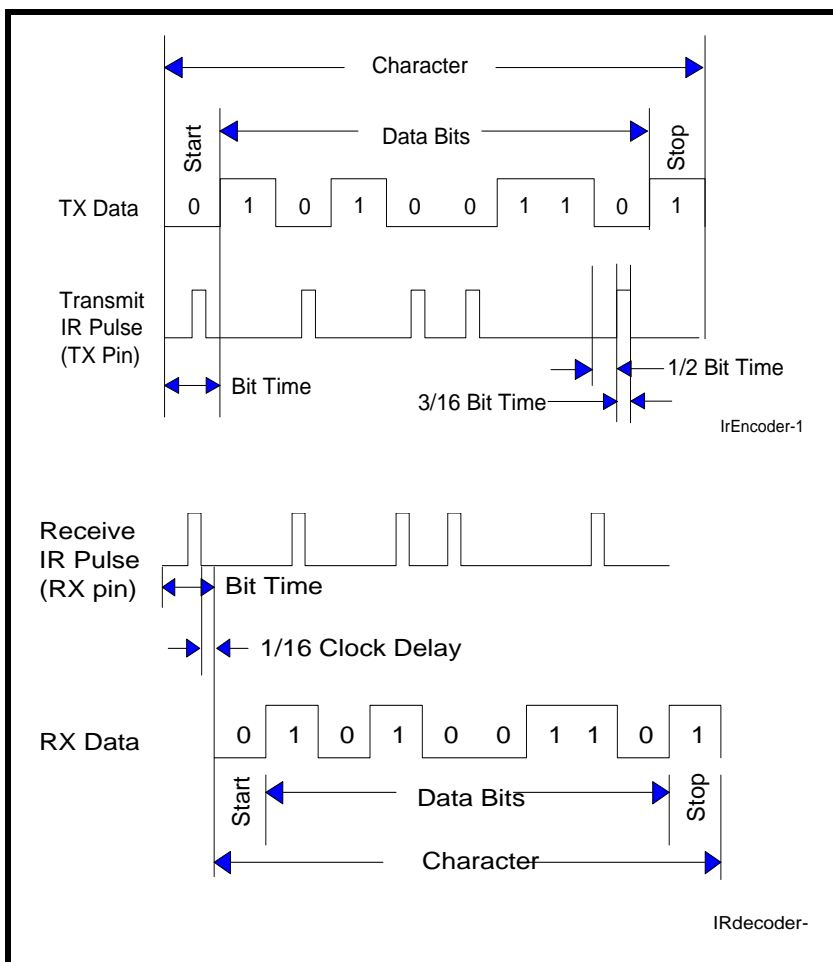 Character
Start
Data Bits
Stop
TX Data
0 1 0 1 0 0 1 1 0 1
Transmit
IR Pulse
(TX Pin)
Bit Time
1/2 Bit Time
3/16 Bit Time
IrEncoder-1
Receive
IR Pulse
(RX pin)
Bit Time
1/16 Clock Delay
RX Data
0 1 0 1 0 0 1 1 0 1
Start
Data Bits
Stop
Character
IRdecoder-